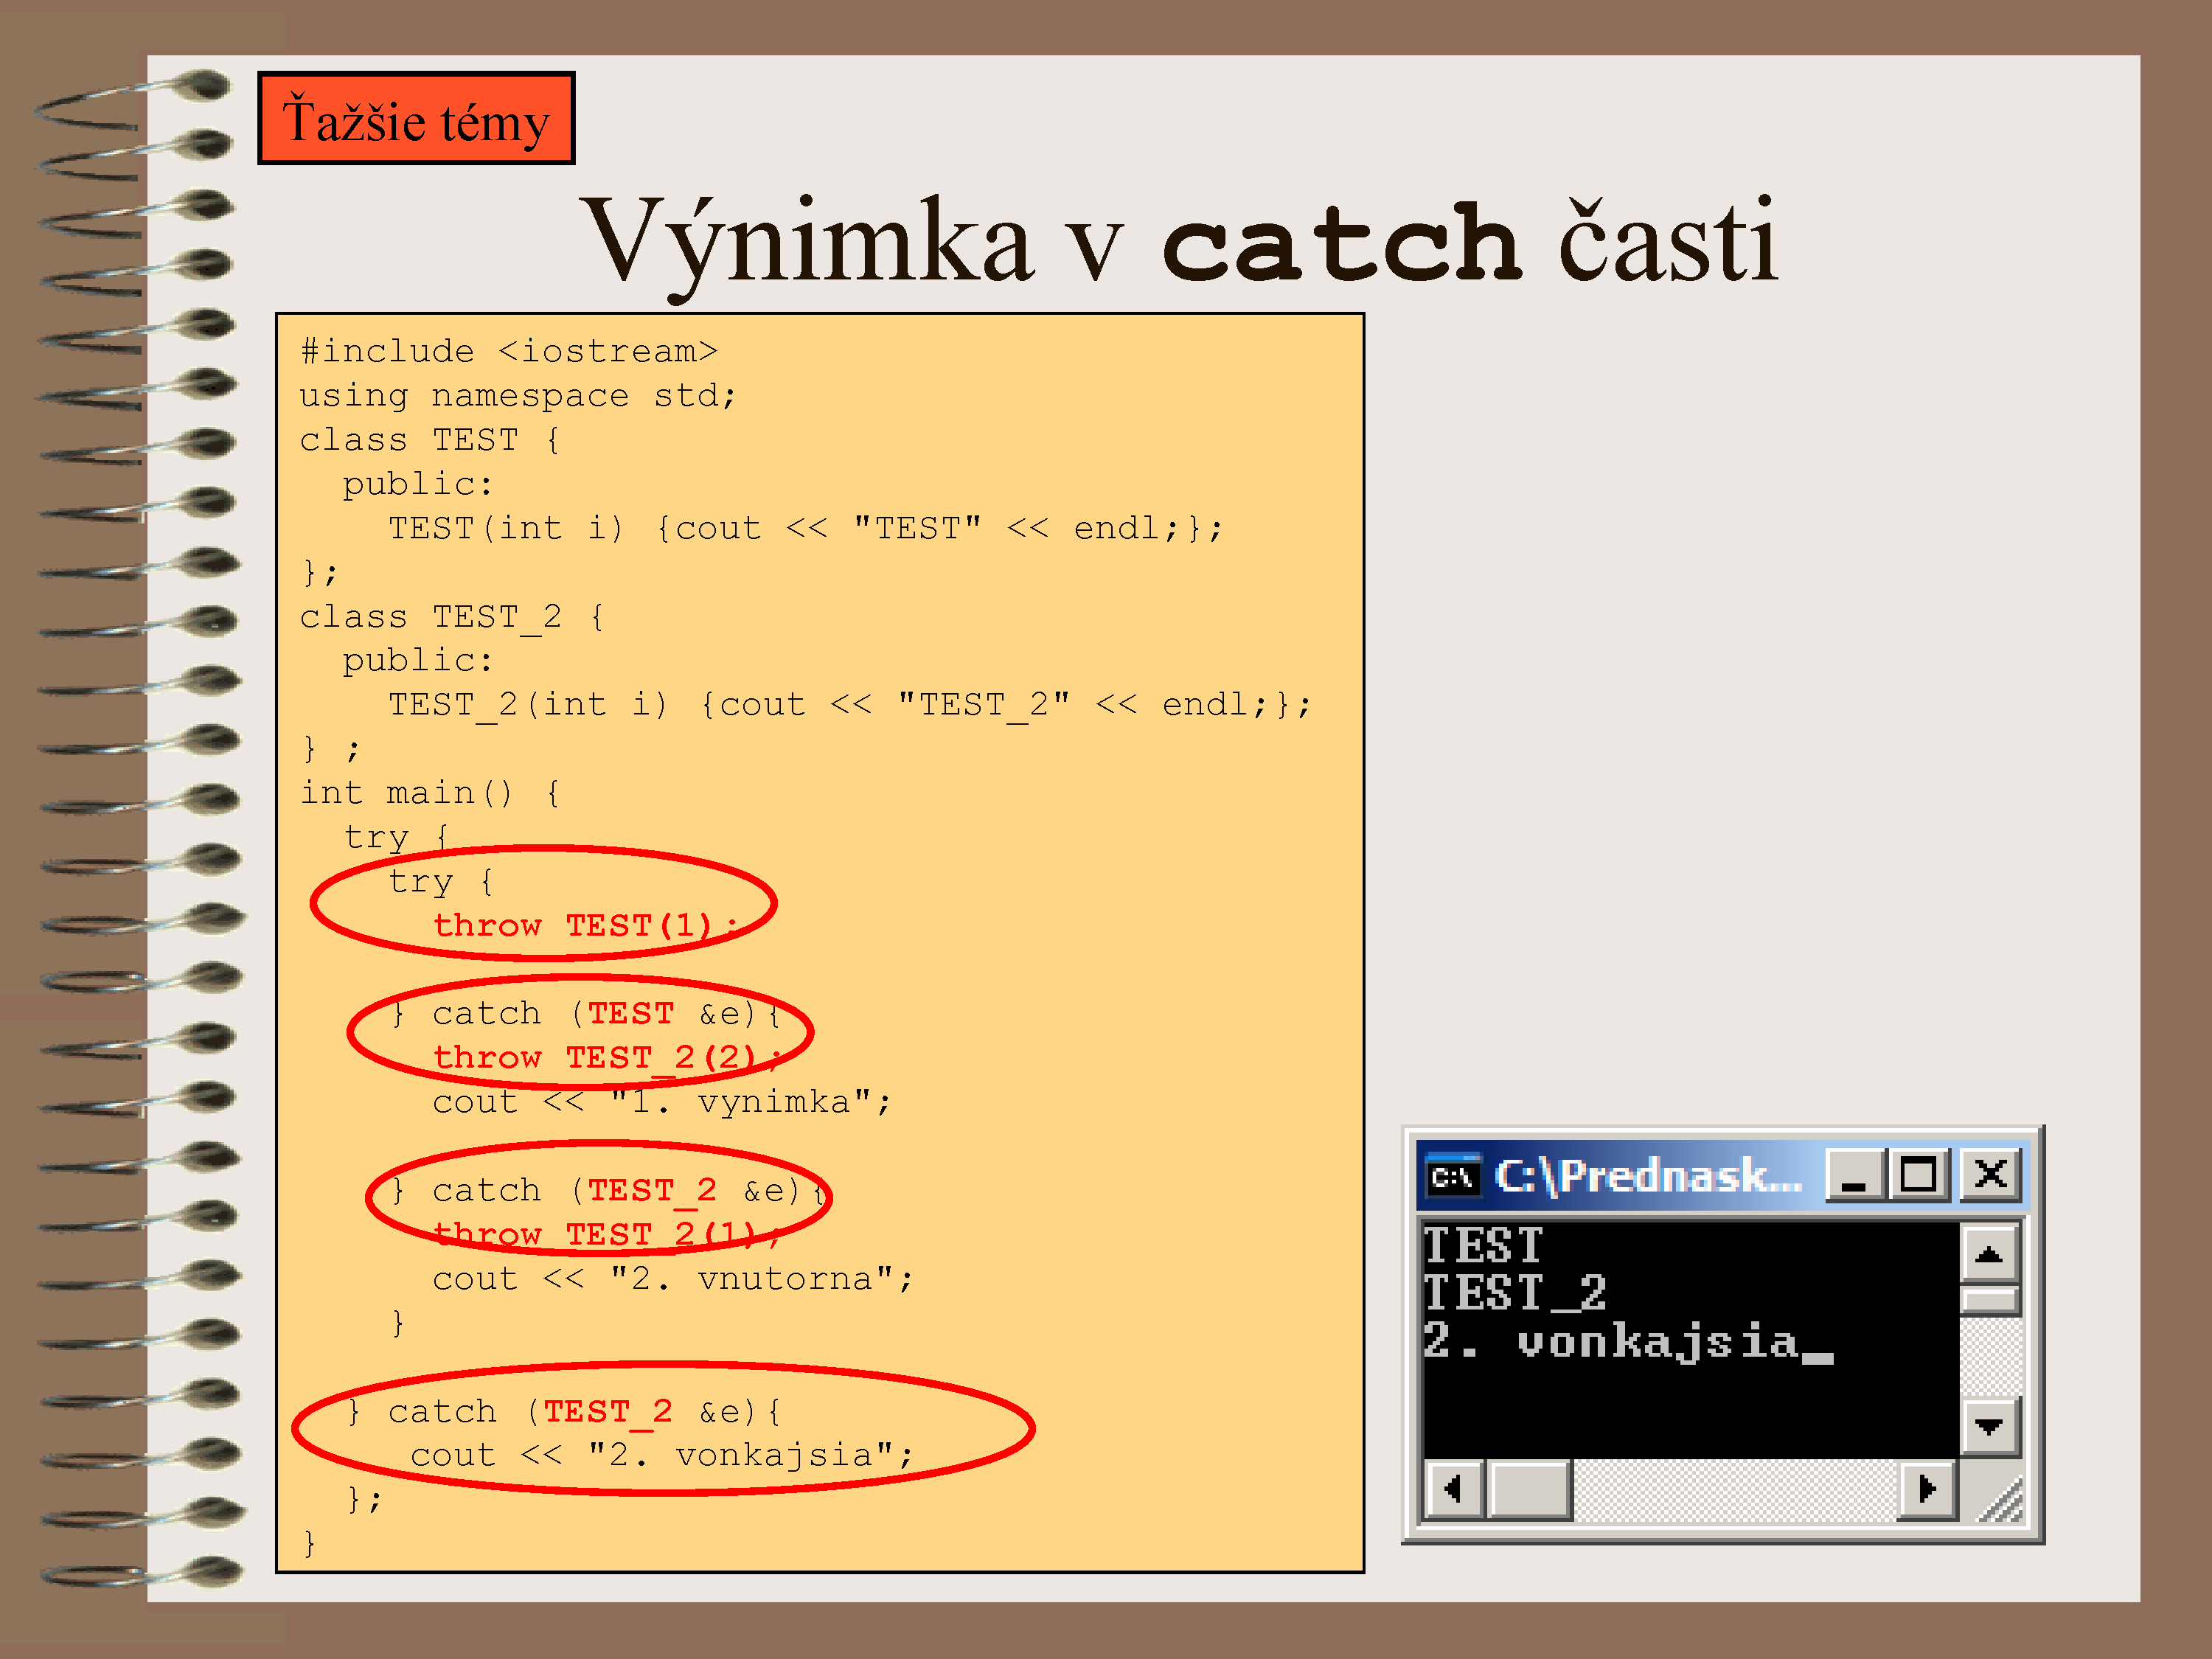 Ťažšie témy
Výnimka v catch časti
#include <iostream>
using namespace std;
class TEST {
public:
TEST(int i) {cout << "TEST" << endl;};
};
class TEST_2 {
public:
TEST_2(int i) {cout << "TEST_2" << endl;};
} ;
int main() {
try {
try {
throw TEST(1);
} catch (TEST &e){
throw TEST_2(2);
cout << "1. vynimka";
} catch (TEST_2 &e){
throw TEST_2(1);
cout << "2. vnutorna";
}
} catch (TEST_2 &e){
cout << "2. vonkajsia";
};
}
C:\ C:\Prednask...
TEST
TEST_2
2. vonkajsia_